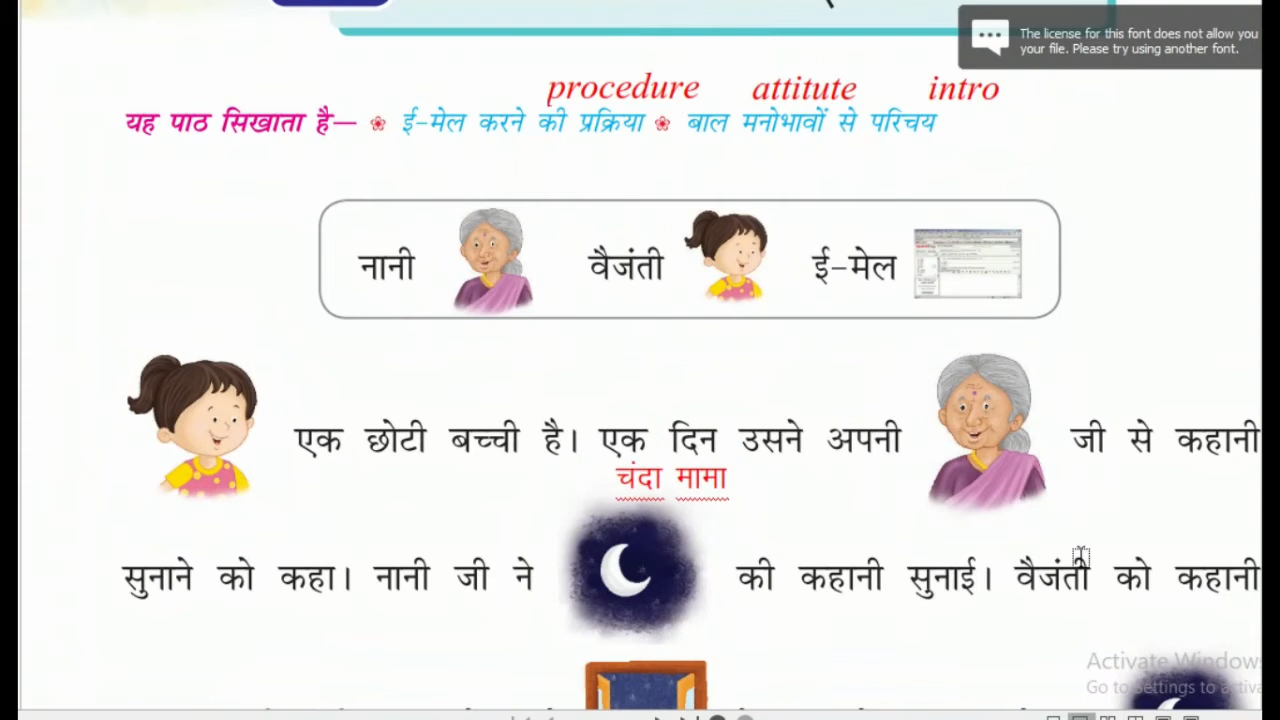 The license for this font does not allow you
your file. Please try using another font.
procedure attitute intro
यह पाठ सिखाता है— ❀ ई-मेल करने की प्रक्रिया ❀ बाल मनोभावों से परिचय
नानी वैजंती ई-मेल
एक छोटी बच्ची है। एक दिन उसने अपनी जी से कहानी
चंदा मामा
सुनाने को कहा। नानी जी ने की कहानी सुनाई। वैजंती को कहानी
Activate Windows
Go to Settings to activa